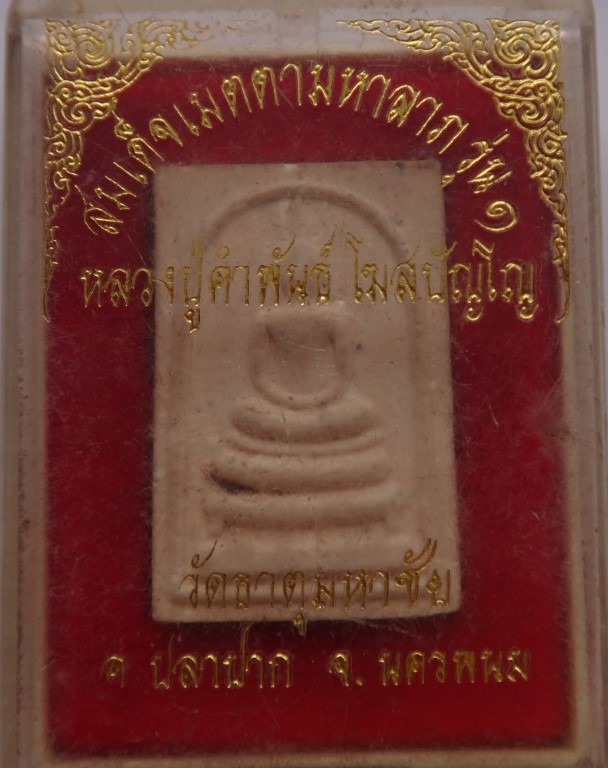 สมเด็จเมตตามหาลาภ รุ่น ๑
หลวงปู่คำพันธ์ โฆสปัญโญ
วัดธาตุมหาชัย
อ ปลาปาก จ. นครพนม